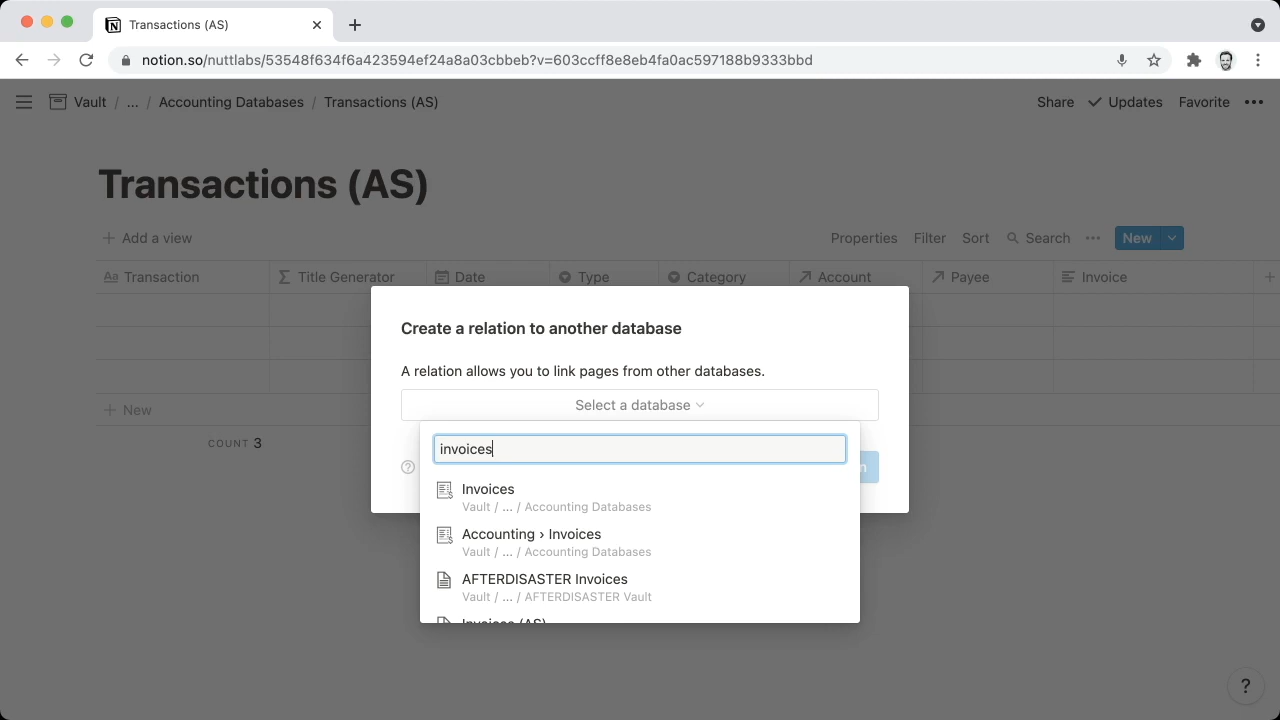 Transactions (AS)
notion.so/nuttlabs/53548f634f6a423594ef24a8a03cbbeb?v=603ccff8e8eb4fa0ac597188b9333bbd
Vault / ... / Accounting Databases / Transactions (AS)
Share Updates Favorite
Transactions (AS)
Add a view
Properties Filter Sort Search New
Aa Transaction Title Generator Date Type Category Account Payee Invoice
Create a relation to another database
A relation allows you to link pages from other databases.
Select a database
New
COUNT 3
invoices
Invoices
Vault / ... / Accounting Databases
Accounting › Invoices
Vault / ... / Accounting Databases
AFTERDISASTER Invoices
Vault / ... / AFTERDISASTER Vault
Invoices (AS)
?